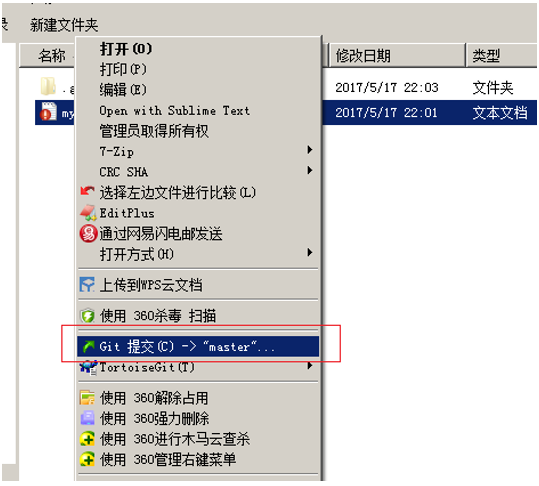 新建文件夹
名称
修改日期
类型
2017/5/17 22:03
文件夹
my
2017/5/17 22:01
文本文档
打开(O)
打印(P)
编辑(E)
Open with Sublime Text
管理员取得所有权
7-Zip
CRC SHA
选择左边文件进行比较(L)
EditPlus
通过网易闪电邮发送
打开方式(H)
上传到WPS云文档
使用 360杀毒 扫描
Git 提交(C) -> "master"...
TortoiseGit(T)
使用 360解除占用
使用 360强力删除
使用 360进行木马云查杀
使用 360管理右键菜单